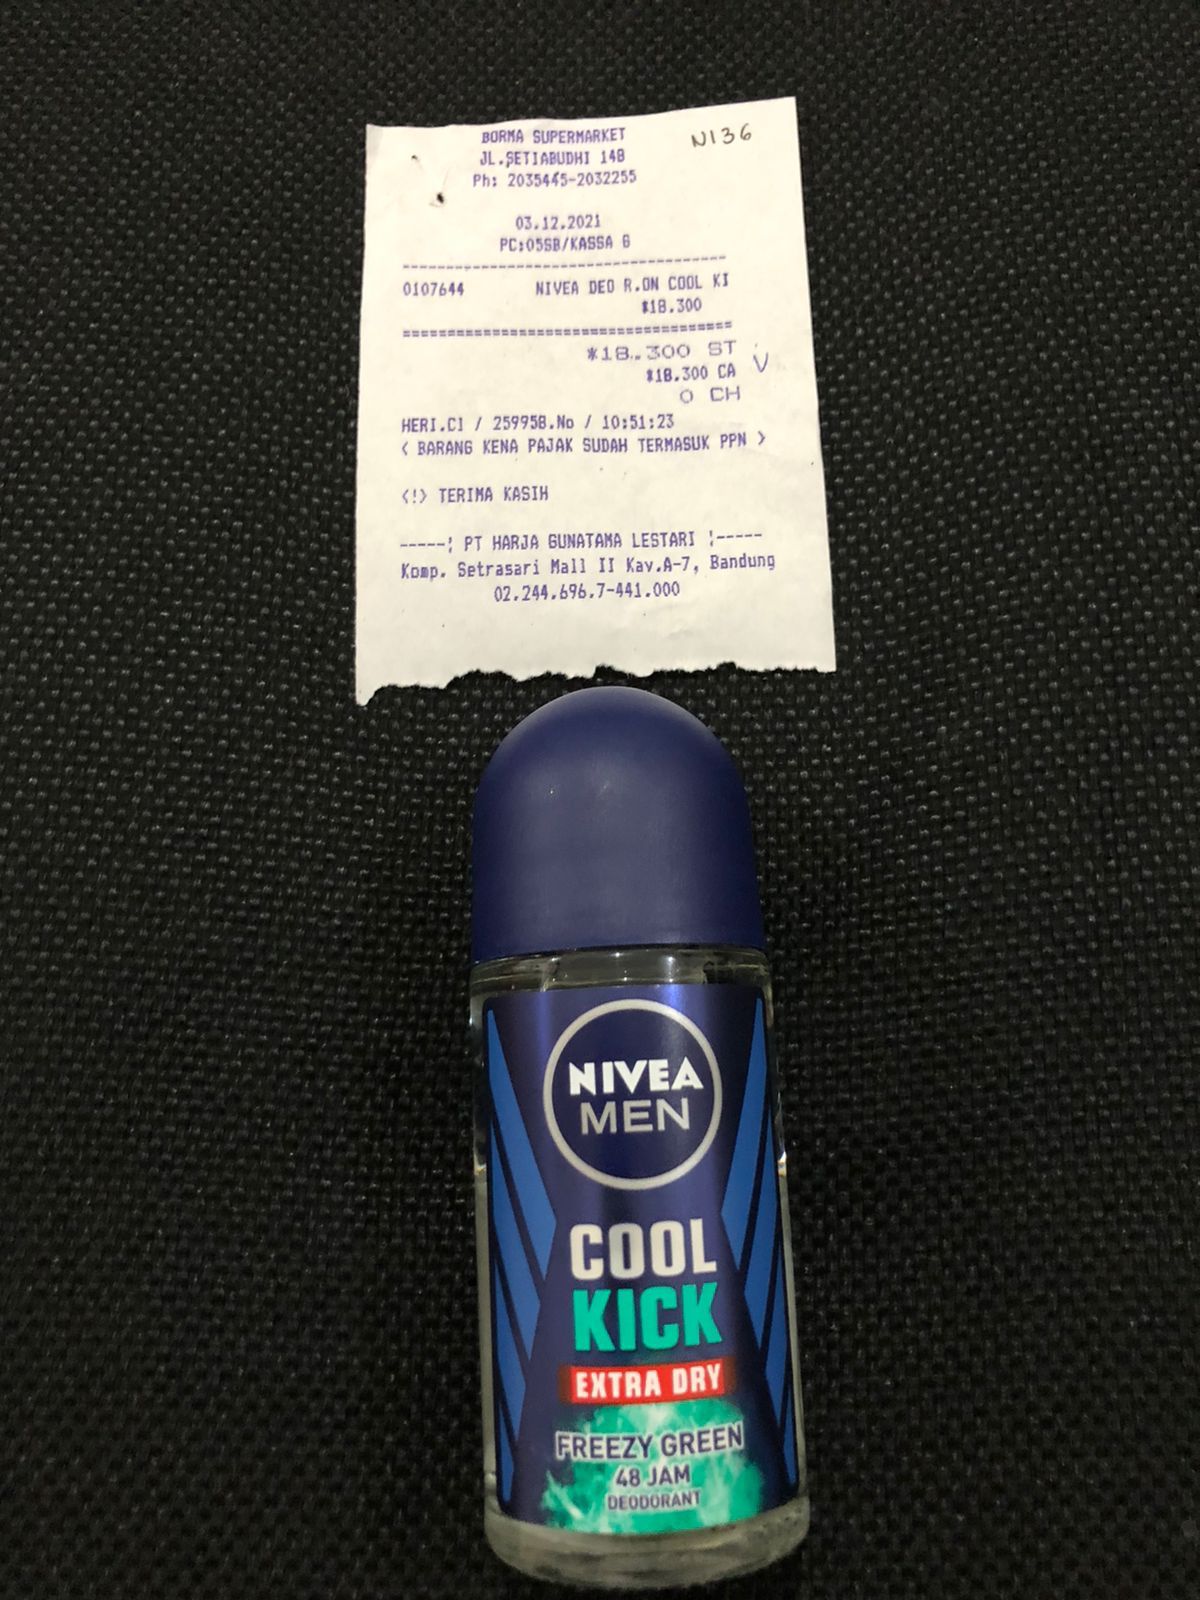 BORMA SUPERMARKET
N136
JL.SETIABUDHI 148
Ph: 2035445-2032255
03.12.2021
PC:05SB/KASSA 6
--------------------------------------
0107644 NIVEA DEO R.ON COOL KI
*18.300
======================================
*18.300 ST
*18.300 CA V
0 CH
HERI.C1 / 259958.No / 10:51:23
< BARANG KENA PAJAK SUDAH TERMASUK PPN >
<!> TERIMA KASIH
-----¦ PT HARJA GUNATAMA LESTARI ¦-----
Komp. Setrasari Mall II Kav.A-7, Bandung
02.244.696.7-441.000
NIVEA
MEN
COOL
KICK
EXTRA DRY
FREEZY GREEN
48 JAM
DEODORANT